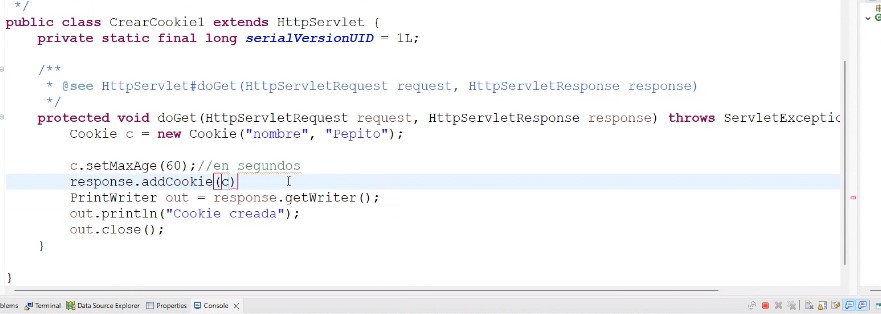 */
public class CrearCookie1 extends HttpServlet {
private static final long serialVersionUID = 1L;
/**
* @see HttpServlet#doGet(HttpServletRequest request, HttpServletResponse response)
*/
protected void doGet(HttpServletRequest request, HttpServletResponse response) throws ServletExceptio
Cookie c = new Cookie("nombre", "Pepito");
c.setMaxAge(60);//en segundos
response.addCookie(c)
PrintWriter out = response.getWriter();
out.println("Cookie creada");
out.close();
}
}
blems Terminal Data Source Explorer Properties Console